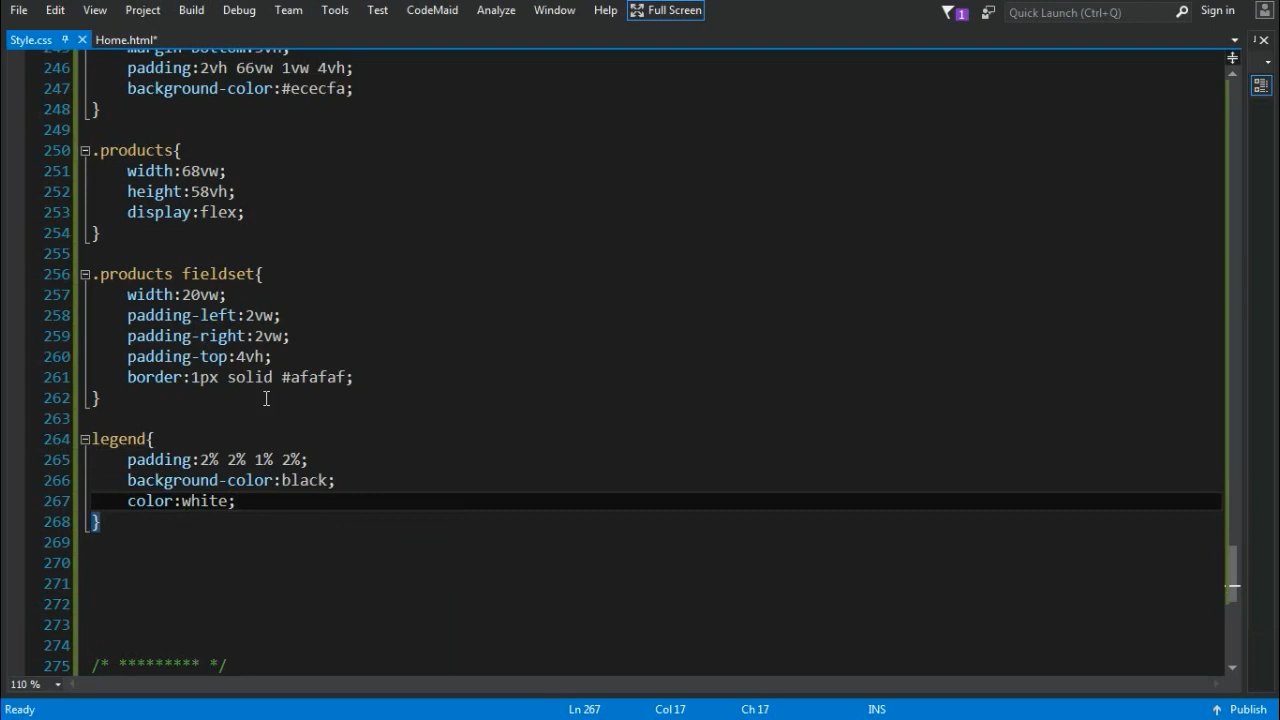 File Edit View Project Build Debug Team Tools Test CodeMaid Analyze Window Help Full Screen 1 Quick Launch (Ctrl+Q) Sign in
Style.css Home.html*
246 padding:2vh 66vw 1vw 4vh;
247 background-color:#ececfa;
248 }
249
250 .products{
251 width:68vw;
252 height:58vh;
253 display:flex;
254 }
255
256 .products fieldset{
257 width:20vw;
258 padding-left:2vw;
259 padding-right:2vw;
260 padding-top:4vh;
261 border:1px solid #afafaf;
262 }
263
264 legend{
265 padding:2% 2% 1% 2%;
266 background-color:black;
267 color:white;
268 }
269
270
271
272
273
274
275 /* ********* */
110 %
Ready Ln 267 Col 17 Ch 17 INS Publish